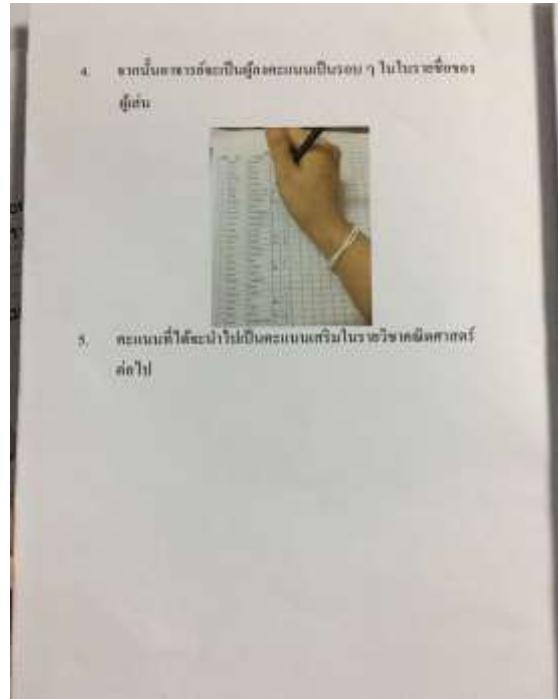 4. จากนั้นอาจารย์จะเป็นผู้ลงคะแนนเป็นรอบ ๆ ในใบรายชื่อของ
ผู้เล่น
5. คะแนนที่ได้จะนำไปเป็นคะแนนเสริมในรายวิชาคณิตศาสตร์
ต่อไป